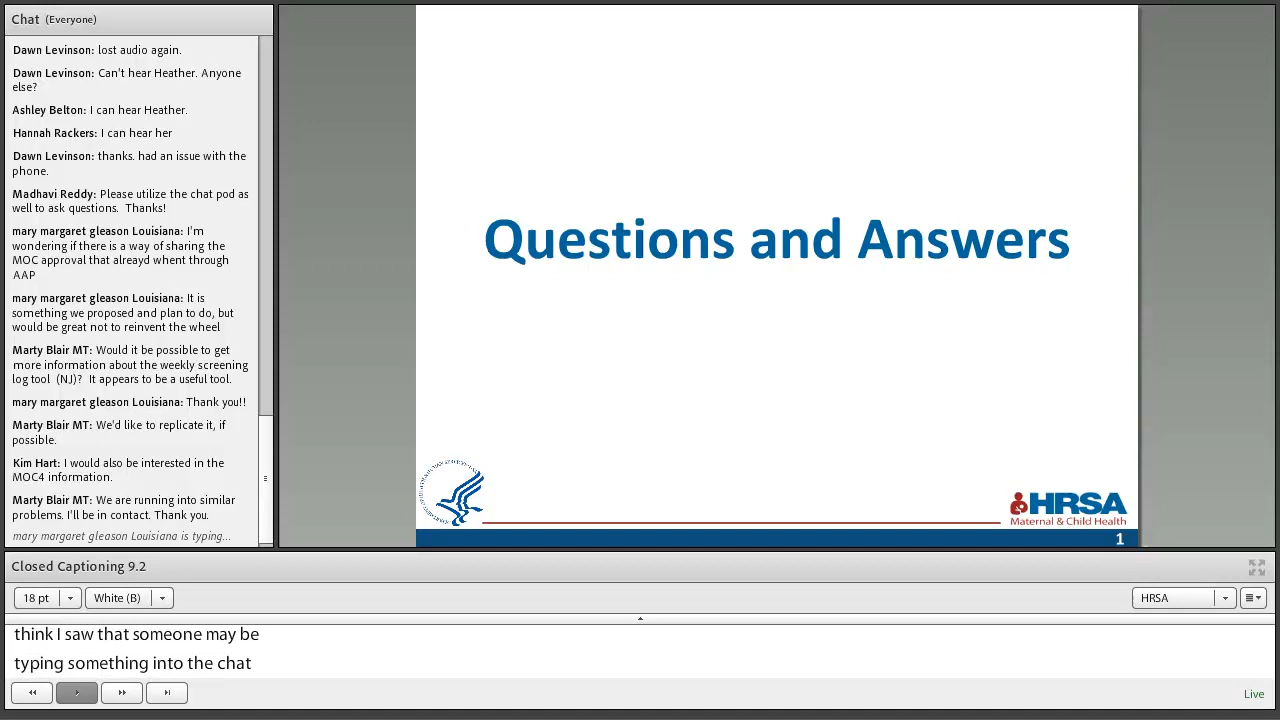 Chat (Everyone)
Dawn Levinson: lost audio again.
Dawn Levinson: Can't hear Heather. Anyone
else?
Ashley Belton: I can hear Heather.
Hannah Rackers: I can hear her
Dawn Levinson: thanks. had an issue with the
phone.
Madhavi Reddy: Please utilize the chat pod as
well to ask questions.  Thanks!
mary margaret gleason Louisiana: I'm
wondering if there is a way of sharing the
MOC approval that alreayd whent through
AAP
mary margaret gleason Louisiana: It is
something we proposed and plan to do, but
would be great not to reinvent the wheel
Marty Blair MT: Would it be possible to get
more information about the weekly screening
log tool  (NJ)?  It appears to be a useful tool.
mary margaret gleason Louisiana: Thank you!!
Marty Blair MT: We'd like to replicate it, if
possible.
Kim Hart: I would also be interested in the
MOC4 information.
Marty Blair MT: We are running into similar
problems. I'll be in contact. Thank you.
mary margaret gleason Louisiana is typing...
Questions and Answers
HRSA
Maternal & Child Health
1
Closed Captioning 9.2
18 pt
White (B)
HRSA
think I saw that someone may be
typing something into the chat
Live